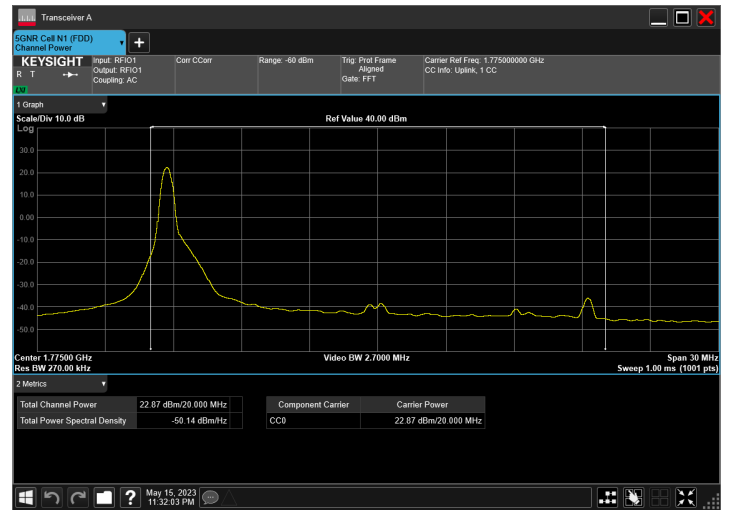 Transceiver A
5GNR Cell N1 (FDD)
Channel Power
KEYSIGHT
R T
LXI
Input: RFIO1
Output: RFIO1
Coupling: AC
Corr CCorr
Range: -60 dBm
Trig: Prot Frame
Aligned
Gate: FFT
Carrier Ref Freq: 1.775000000 GHz
CC Info: Uplink, 1 CC
1 Graph
Scale/Div 10.0 dB
Ref Value 40.00 dBm
Log
30.0
20.0
10.0
0.00
-10.0
-20.0
-30.0
-40.0
-50.0
Center 1.77500 GHz
Video BW 2.7000 MHz
Span 30 MHz
Res BW 270.00 kHz
Sweep 1.00 ms (1001 pts)
2 Metrics
Total Channel Power 22.87 dBm/20.000 MHz
Total Power Spectral Density -50.14 dBm/Hz
Component Carrier Carrier Power
CC0 22.87 dBm/20.000 MHz
?
May 15, 2023
11:32:03 PM